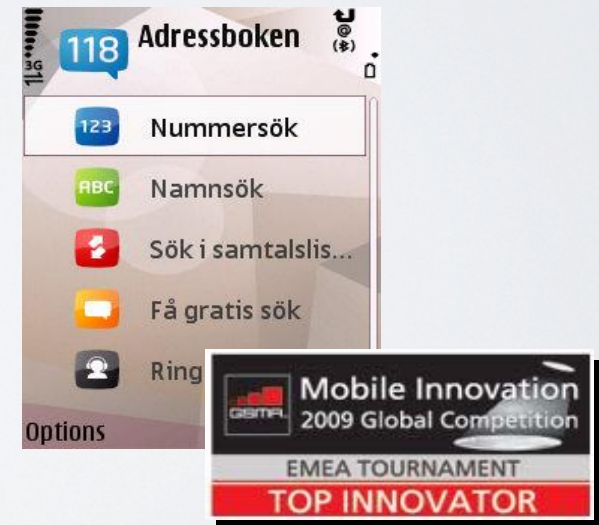 3G
118 Adressboken
123 Nummersök
ABC Namnsök
Sök i samtalslis...
Få gratis sök
Ring
Options
GSMA
Mobile Innovation
2009 Global Competition
EMEA TOURNAMENT
TOP INNOVATOR